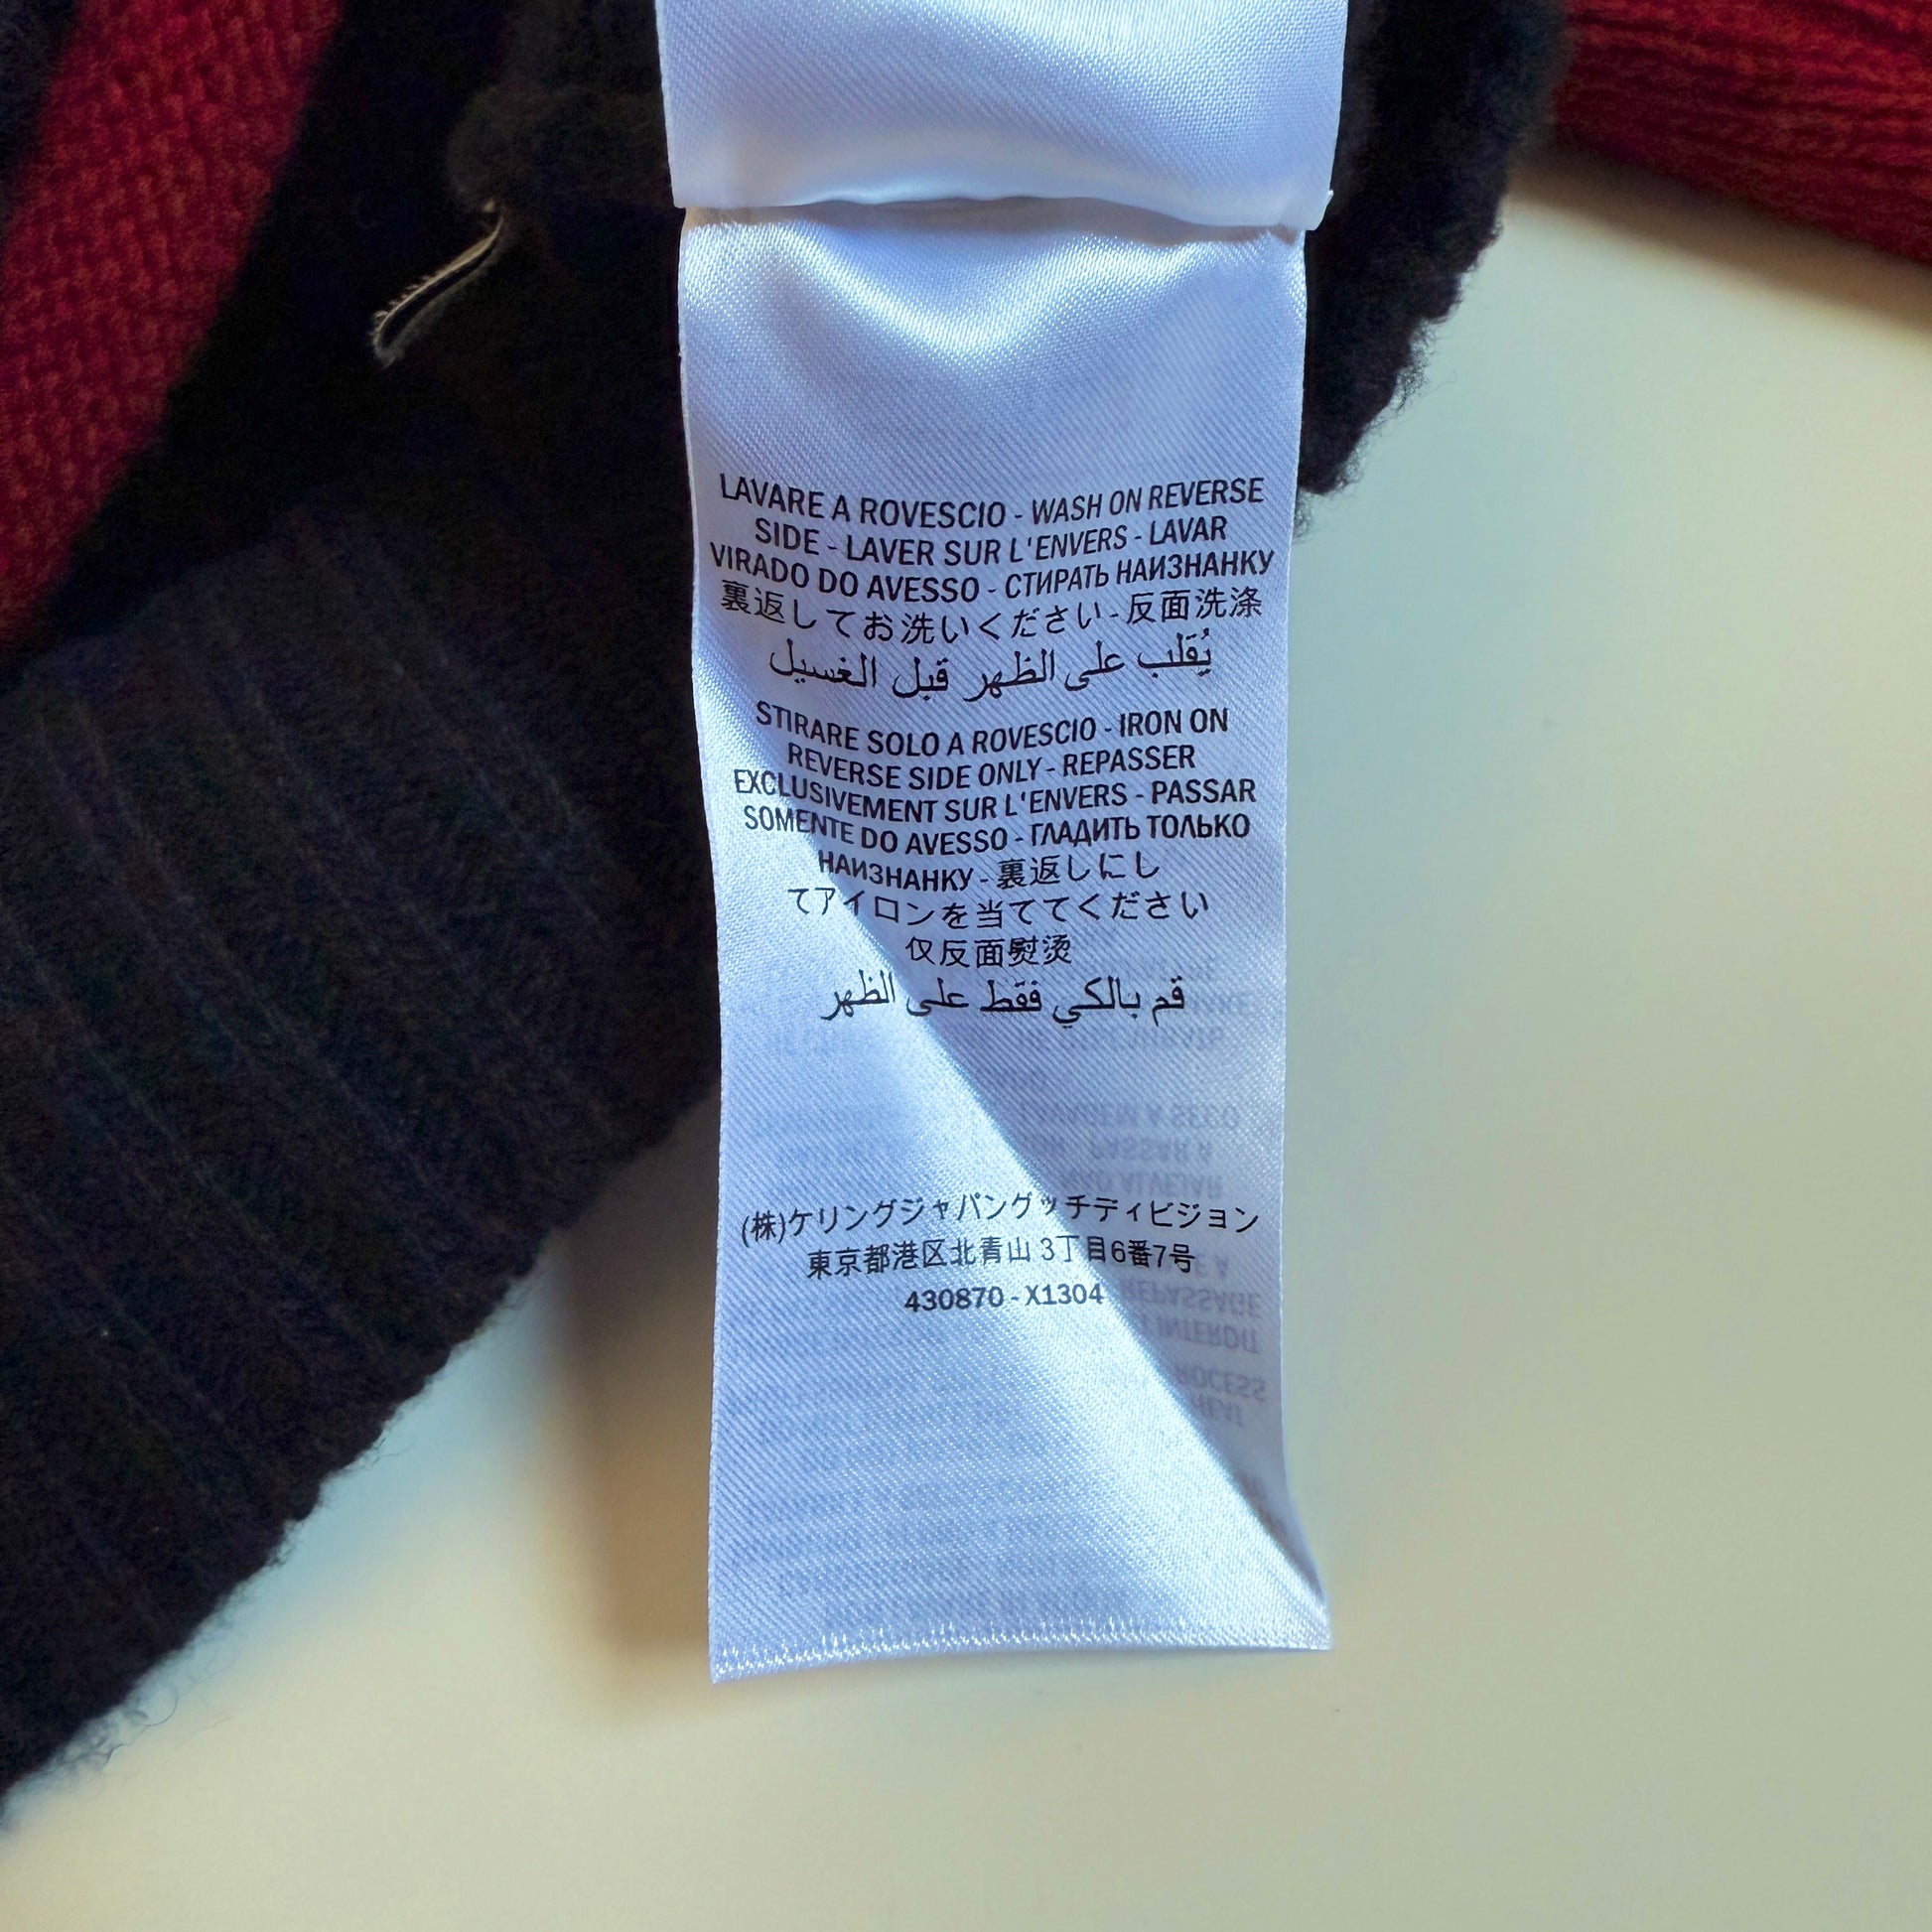 LAVARE A ROVESCIO - WASH ON REVERSE
SIDE - LAVER SUR L'ENVERS - LAVAR
VIRADO DO AVESSO - СТИРАТЬ НАИЗНАНКУ
裏返してお洗いください-反面洗涤
يُقلب على الظهر قبل الغسيل
STIRARE SOLO A ROVESCIO - IRON ON
REVERSE SIDE ONLY - REPASSER
EXCLUSIVEMENT SUR L'ENVERS - PASSAR
SOMENTE DO AVESSO - ГЛАДИТЬ ТОЛЬКО
НАИЗНАНКУ - 裏返しにし
てアイロンを当ててください
仅反面熨烫
قم بالكي فقط على الظهر
(株)ケリングジャパングッチディビジョン
東京都港区北青山 3丁目6番7号
430870 - X1304